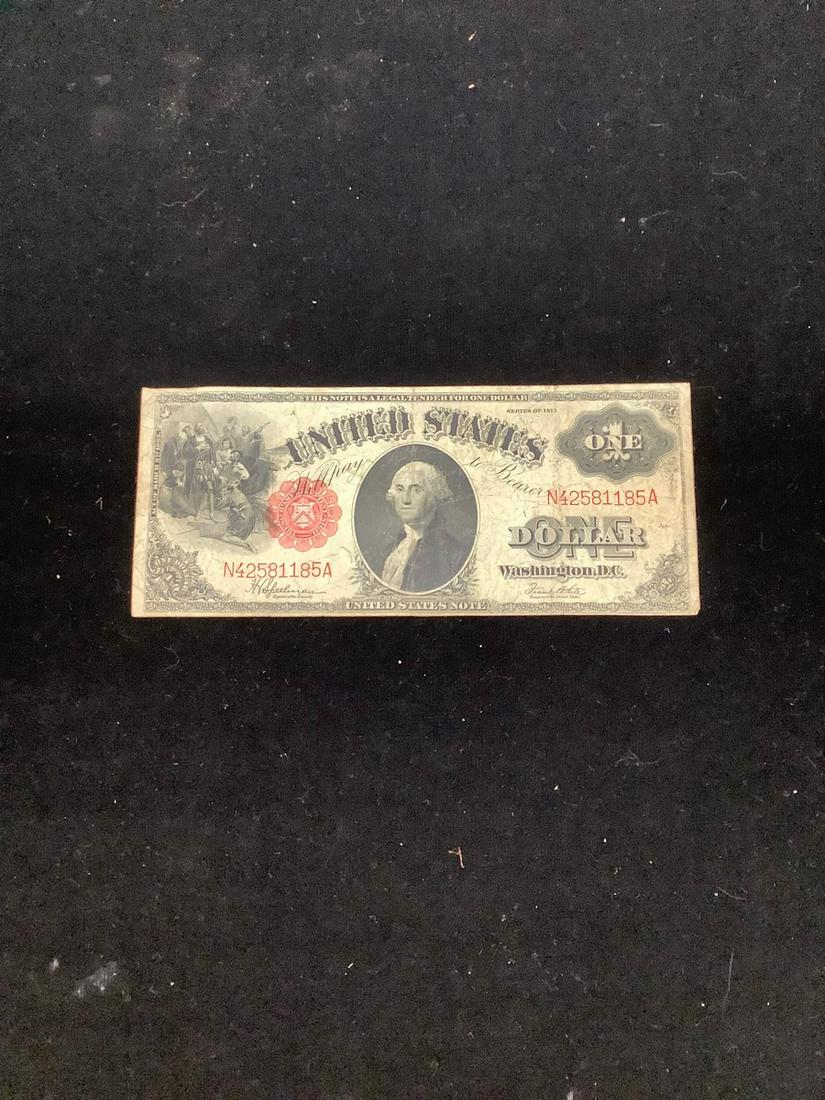 THIS NOTE IS A LEGAL TENDER FOR ONE DOLLAR
A
SERIES OF 1917
UNITED STATES
ONE
Will pay to Bearer
N42581185A
ONE
DOLLAR
Washington, D.C.
N42581185A
UNITED STATES NOTE